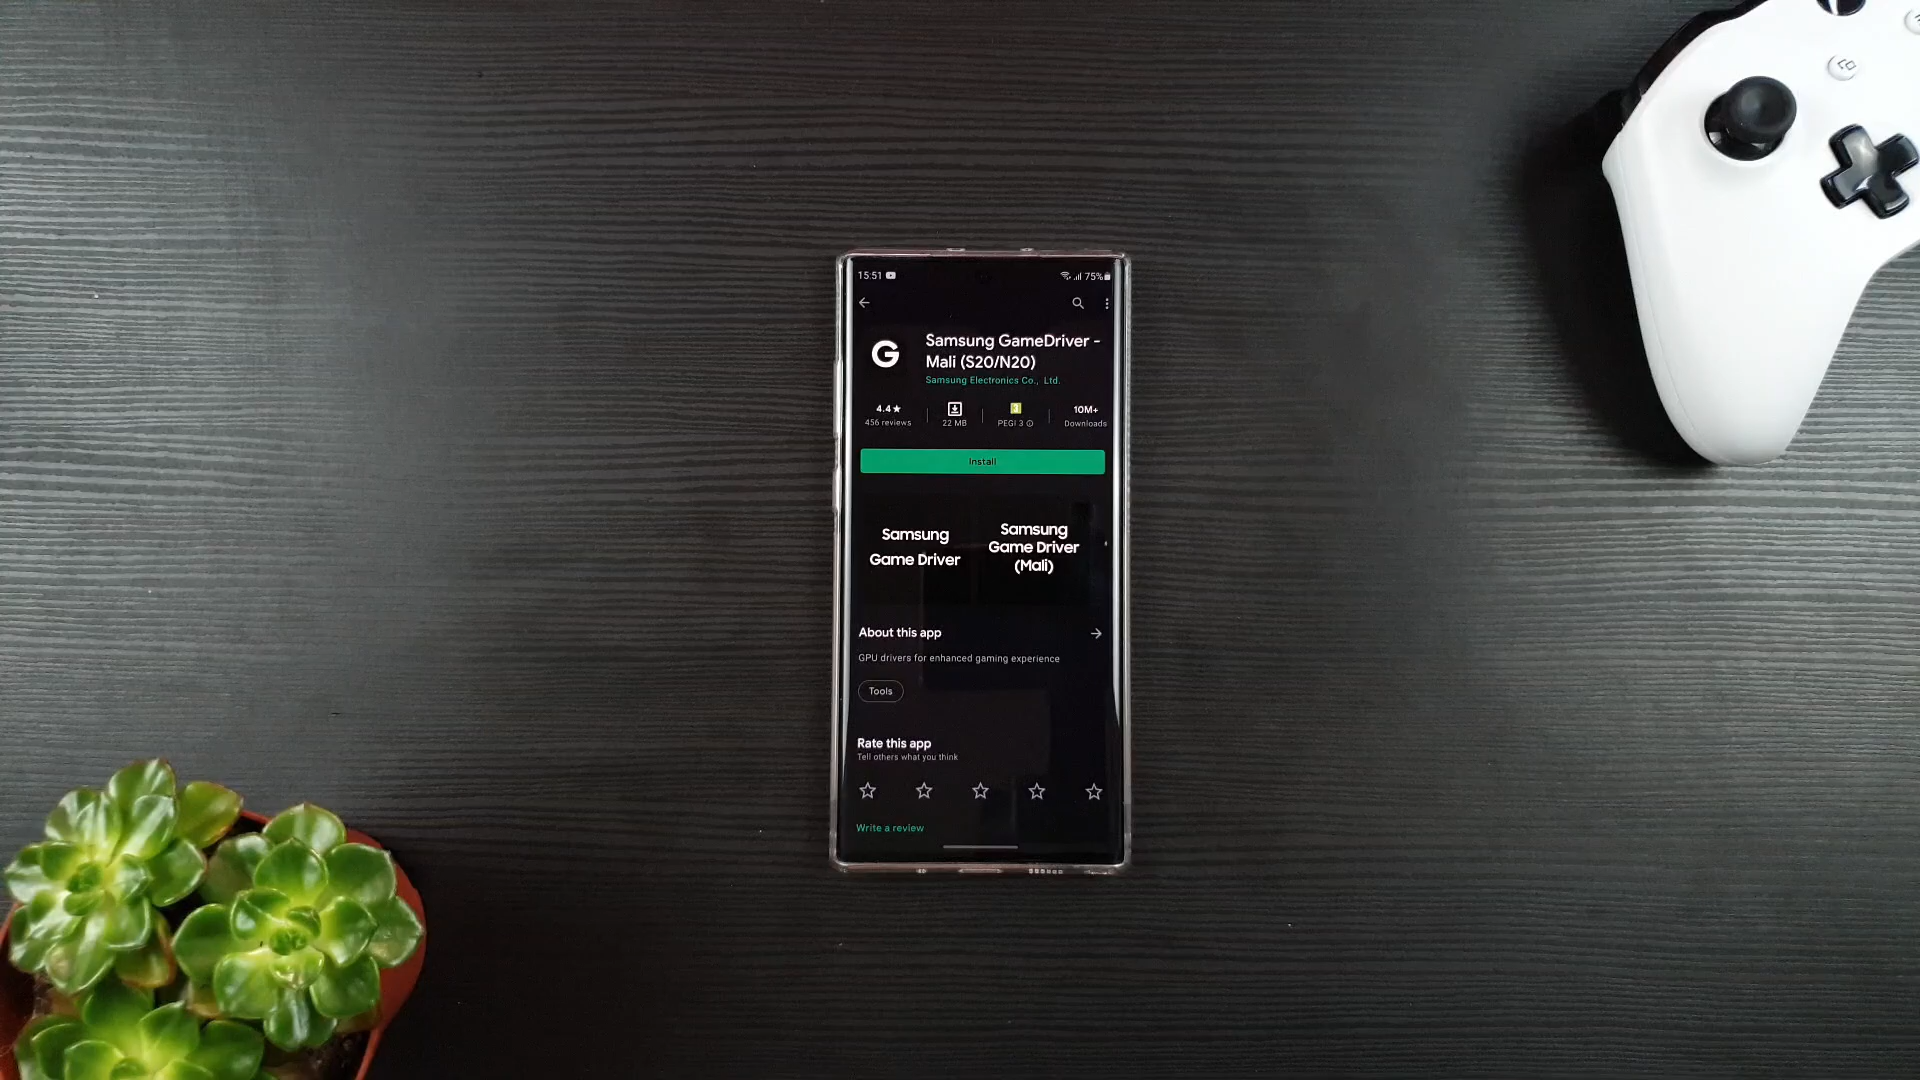 15:51 75%
Samsung GameDriver -
Mali (S20/N20)
Samsung Electronics Co., Ltd.
4.4★ 3 10M+
456 reviews 22 MB PEGI 3 Downloads
Install
Samsung
Game Driver
Samsung
Game Driver
(Mali)
About this app
GPU drivers for enhanced gaming experience
Tools
Rate this app
Tell others what you think
Write a review